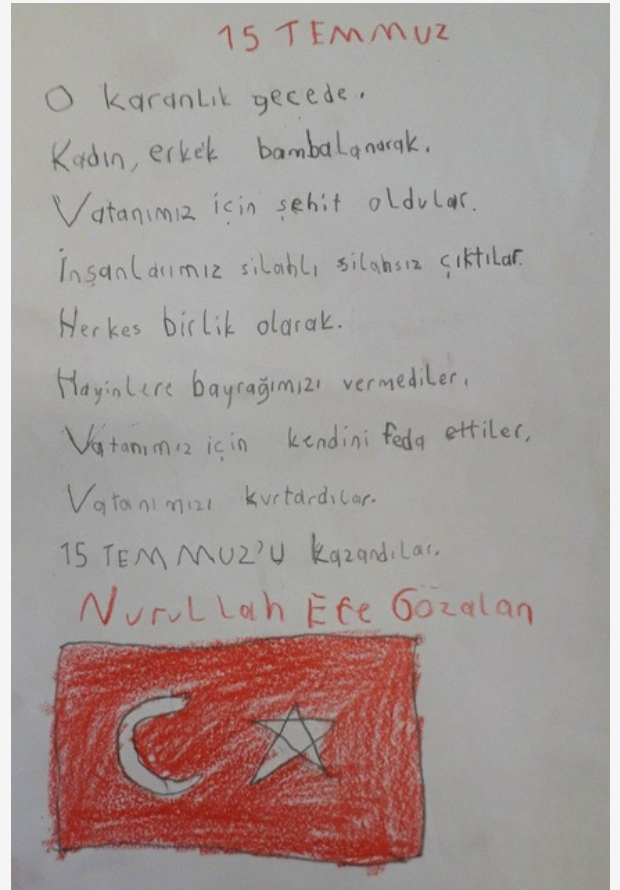 15 TEMMUZ
O karanlık gecede.
Kadın, erkek bambalanarak.
Vatanımız için şehit oldular.
İnşanlarımız silahlı silahsız çıktılar.
Herkes birlik olarak.
Hayinlere bayrağımızı vermediler.
Vatanımız için kendini feda ettiler,
Vatanımızı kurtardılar.
15 TEMMUZ'U kazandılar.
Nurullah Efe Gözalan